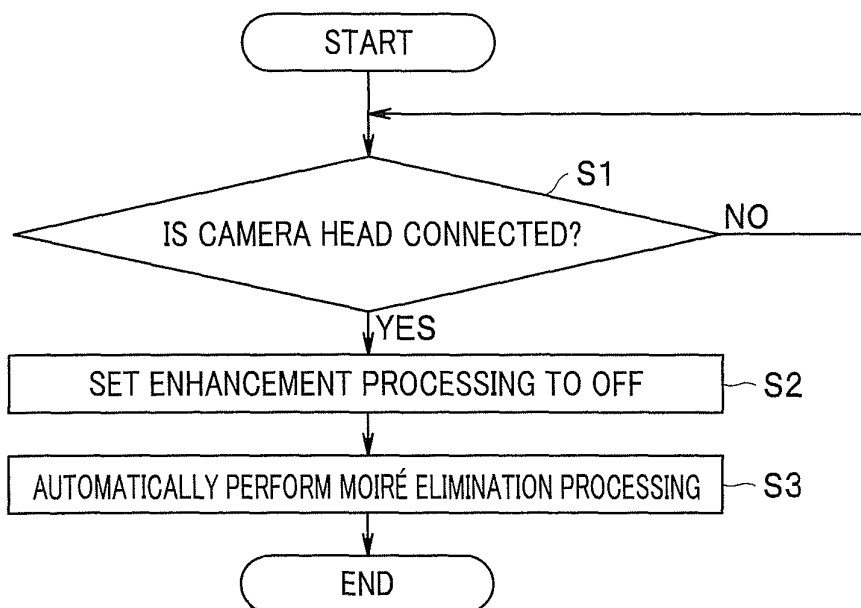 START
S1
IS CAMERA HEAD CONNECTED?
NO
YES
SET ENHANCEMENT PROCESSING TO OFF
S2
AUTOMATICALLY PERFORM MOIRÉ ELIMINATION PROCESSING
S3
END